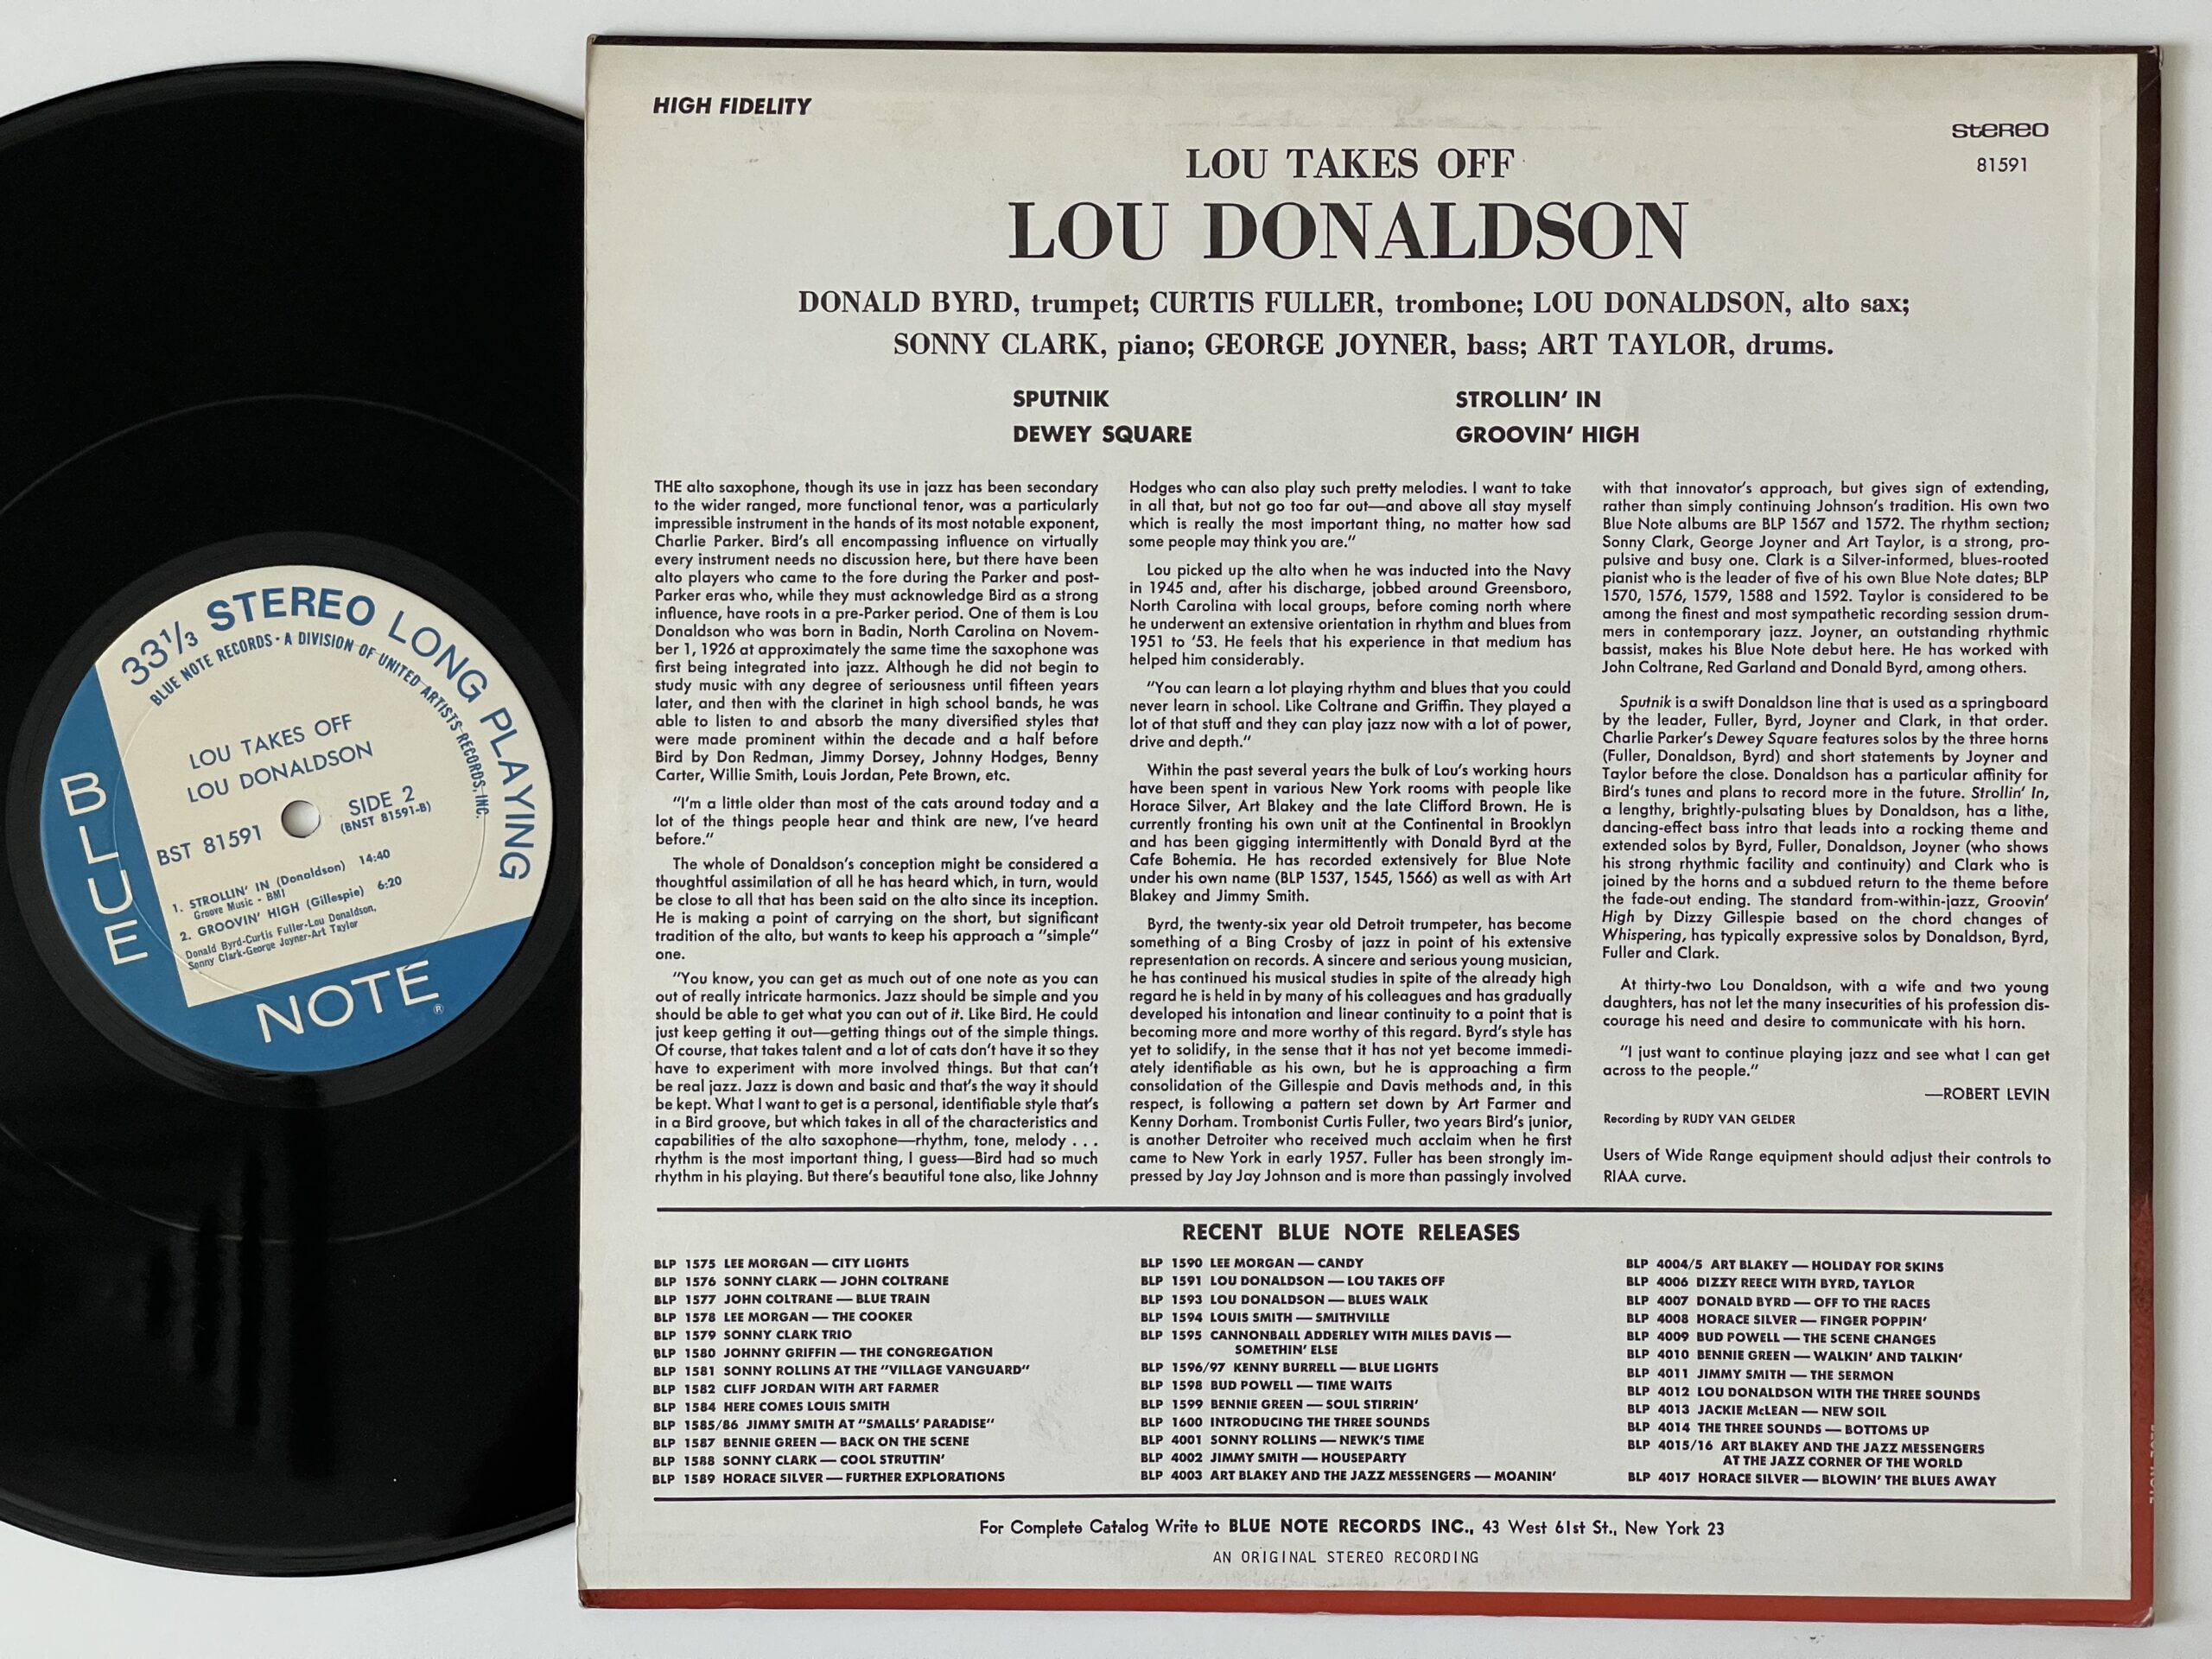 33⅓ STEREO LONG PLAYING
BLUE NOTE RECORDS · A DIVISION OF UNITED ARTISTS RECORDS, INC.
LOU TAKES OFF
LOU DONALDSON
BST 81591
SIDE 2
(BNST 81591-B)
1. STROLLIN' IN (Donaldson) 14:40
Groove Music - BMI
2. GROOVIN' HIGH (Gillespie) 6:20
Donald Byrd-Curtis Fuller-Lou Donaldson,
Sonny Clark-George Joyner-Art Taylor
BLUE
NOTE®
HIGH FIDELITY
stereo
81591
LOU TAKES OFF
LOU DONALDSON
DONALD BYRD, trumpet; CURTIS FULLER, trombone; LOU DONALDSON, alto sax;
SONNY CLARK, piano; GEORGE JOYNER, bass; ART TAYLOR, drums.
SPUTNIK
DEWEY SQUARE
STROLLIN' IN
GROOVIN' HIGH
THE alto saxophone, though its use in jazz has been secondary
to the wider ranged, more functional tenor, was a particularly
impressible instrument in the hands of its most notable exponent,
Charlie Parker. Bird's all encompassing influence on virtually
every instrument needs no discussion here, but there have been
alto players who came to the fore during the Parker and post-
Parker eras who, while they must acknowledge Bird as a strong
influence, have roots in a pre-Parker period. One of them is Lou
Donaldson who was born in Badin, North Carolina on Novem-
ber 1, 1926 at approximately the same time the saxophone was
first being integrated into jazz. Although he did not begin to
study music with any degree of seriousness until fifteen years
later, and then with the clarinet in high school bands, he was
able to listen to and absorb the many diversified styles that
were made prominent within the decade and a half before
Bird by Don Redman, Jimmy Dorsey, Johnny Hodges, Benny
Carter, Willie Smith, Louis Jordan, Pete Brown, etc.
"I'm a little older than most of the cats around today and a
lot of the things people hear and think are new, I've heard
before."
The whole of Donaldson's conception might be considered a
thoughtful assimilation of all he has heard which, in turn, would
be close to all that has been said on the alto since its inception.
He is making a point of carrying on the short, but significant
tradition of the alto, but wants to keep his approach a "simple"
one.
"You know, you can get as much out of one note as you can
out of really intricate harmonics. Jazz should be simple and you
should be able to get what you can out of it. Like Bird. He could
just keep getting it out—getting things out of the simple things.
Of course, that takes talent and a lot of cats don't have it so they
have to experiment with more involved things. But that can't
be real jazz. Jazz is down and basic and that's the way it should
be kept. What I want to get is a personal, identifiable style that's
in a Bird groove, but which takes in all of the characteristics and
capabilities of the alto saxophone—rhythm, tone, melody . . .
rhythm is the most important thing, I guess—Bird had so much
rhythm in his playing. But there's beautiful tone also, like Johnny
Hodges who can also play such pretty melodies. I want to take
in all that, but not go too far out—and above all stay myself
which is really the most important thing, no matter how sad
some people may think you are."
Lou picked up the alto when he was inducted into the Navy
in 1945 and, after his discharge, jobbed around Greensboro,
North Carolina with local groups, before coming north where
he underwent an extensive orientation in rhythm and blues from
1951 to '53. He feels that his experience in that medium has
helped him considerably.
"You can learn a lot playing rhythm and blues that you could
never learn in school. Like Coltrane and Griffin. They played a
lot of that stuff and they can play jazz now with a lot of power,
drive and depth."
Within the past several years the bulk of Lou's working hours
have been spent in various New York rooms with people like
Horace Silver, Art Blakey and the late Clifford Brown. He is
currently fronting his own unit at the Continental in Brooklyn
and has been gigging intermittently with Donald Byrd at the
Cafe Bohemia. He has recorded extensively for Blue Note
under his own name (BLP 1537, 1545, 1566) as well as with Art
Blakey and Jimmy Smith.
Byrd, the twenty-six year old Detroit trumpeter, has become
something of a Bing Crosby of jazz in point of his extensive
representation on records. A sincere and serious young musician,
he has continued his musical studies in spite of the already high
regard he is held in by many of his colleagues and has gradually
developed his intonation and linear continuity to a point that is
becoming more and more worthy of this regard. Byrd's style has
yet to solidify, in the sense that it has not yet become immedi-
ately identifiable as his own, but he is approaching a firm
consolidation of the Gillespie and Davis methods and, in this
respect, is following a pattern set down by Art Farmer and
Kenny Dorham. Trombonist Curtis Fuller, two years Bird's junior,
is another Detroiter who received much acclaim when he first
came to New York in early 1957. Fuller has been strongly im-
pressed by Jay Jay Johnson and is more than passingly involved
with that innovator's approach, but gives sign of extending,
rather than simply continuing Johnson's tradition. His own two
Blue Note albums are BLP 1567 and 1572. The rhythm section;
Sonny Clark, George Joyner and Art Taylor, is a strong, pro-
pulsive and busy one. Clark is a Silver-informed, blues-rooted
pianist who is the leader of five of his own Blue Note dates; BLP
1570, 1576, 1579, 1588 and 1592. Taylor is considered to be
among the finest and most sympathetic recording session drum-
mers in contemporary jazz. Joyner, an outstanding rhythmic
bassist, makes his Blue Note debut here. He has worked with
John Coltrane, Red Garland and Donald Byrd, among others.
Sputnik is a swift Donaldson line that is used as a springboard
by the leader, Fuller, Byrd, Joyner and Clark, in that order.
Charlie Parker's Dewey Square features solos by the three horns
(Fuller, Donaldson, Byrd) and short statements by Joyner and
Taylor before the close. Donaldson has a particular affinity for
Bird's tunes and plans to record more in the future. Strollin' In,
a lengthy, brightly-pulsating blues by Donaldson, has a lithe,
dancing-effect bass intro that leads into a rocking theme and
extended solos by Byrd, Fuller, Donaldson, Joyner (who shows
his strong rhythmic facility and continuity) and Clark who is
joined by the horns and a subdued return to the theme before
the fade-out ending. The standard from-within-jazz, Groovin'
High by Dizzy Gillespie based on the chord changes of
Whispering, has typically expressive solos by Donaldson, Byrd,
Fuller and Clark.
At thirty-two Lou Donaldson, with a wife and two young
daughters, has not let the many insecurities of his profession dis-
courage his need and desire to communicate with his horn.
"I just want to continue playing jazz and see what I can get
across to the people."
—ROBERT LEVIN
Recording by RUDY VAN GELDER
Users of Wide Range equipment should adjust their controls to
RIAA curve.
RECENT BLUE NOTE RELEASES
BLP 1575 LEE MORGAN — CITY LIGHTS
BLP 1576 SONNY CLARK — JOHN COLTRANE
BLP 1577 JOHN COLTRANE — BLUE TRAIN
BLP 1578 LEE MORGAN — THE COOKER
BLP 1579 SONNY CLARK TRIO
BLP 1580 JOHNNY GRIFFIN — THE CONGREGATION
BLP 1581 SONNY ROLLINS AT THE "VILLAGE VANGUARD"
BLP 1582 CLIFF JORDAN WITH ART FARMER
BLP 1584 HERE COMES LOUIS SMITH
BLP 1585/86 JIMMY SMITH AT "SMALLS' PARADISE"
BLP 1587 BENNIE GREEN — BACK ON THE SCENE
BLP 1588 SONNY CLARK — COOL STRUTTIN'
BLP 1589 HORACE SILVER — FURTHER EXPLORATIONS
BLP 1590 LEE MORGAN — CANDY
BLP 1591 LOU DONALDSON — LOU TAKES OFF
BLP 1593 LOU DONALDSON — BLUES WALK
BLP 1594 LOUIS SMITH — SMITHVILLE
BLP 1595 CANNONBALL ADDERLEY WITH MILES DAVIS —
SOMETHIN' ELSE
BLP 1596/97 KENNY BURRELL — BLUE LIGHTS
BLP 1598 BUD POWELL — TIME WAITS
BLP 1599 BENNIE GREEN — SOUL STIRRIN'
BLP 1600 INTRODUCING THE THREE SOUNDS
BLP 4001 SONNY ROLLINS — NEWK'S TIME
BLP 4002 JIMMY SMITH — HOUSEPARTY
BLP 4003 ART BLAKEY AND THE JAZZ MESSENGERS — MOANIN'
BLP 4004/5 ART BLAKEY — HOLIDAY FOR SKINS
BLP 4006 DIZZY REECE WITH BYRD, TAYLOR
BLP 4007 DONALD BYRD — OFF TO THE RACES
BLP 4008 HORACE SILVER — FINGER POPPIN'
BLP 4009 BUD POWELL — THE SCENE CHANGES
BLP 4010 BENNIE GREEN — WALKIN' AND TALKIN'
BLP 4011 JIMMY SMITH — THE SERMON
BLP 4012 LOU DONALDSON WITH THE THREE SOUNDS
BLP 4013 JACKIE McLEAN — NEW SOIL
BLP 4014 THE THREE SOUNDS — BOTTOMS UP
BLP 4015/16 ART BLAKEY AND THE JAZZ MESSENGERS
AT THE JAZZ CORNER OF THE WORLD
BLP 4017 HORACE SILVER — BLOWIN' THE BLUES AWAY
For Complete Catalog Write to BLUE NOTE RECORDS INC., 43 West 61st St., New York 23
AN ORIGINAL STEREO RECORDING